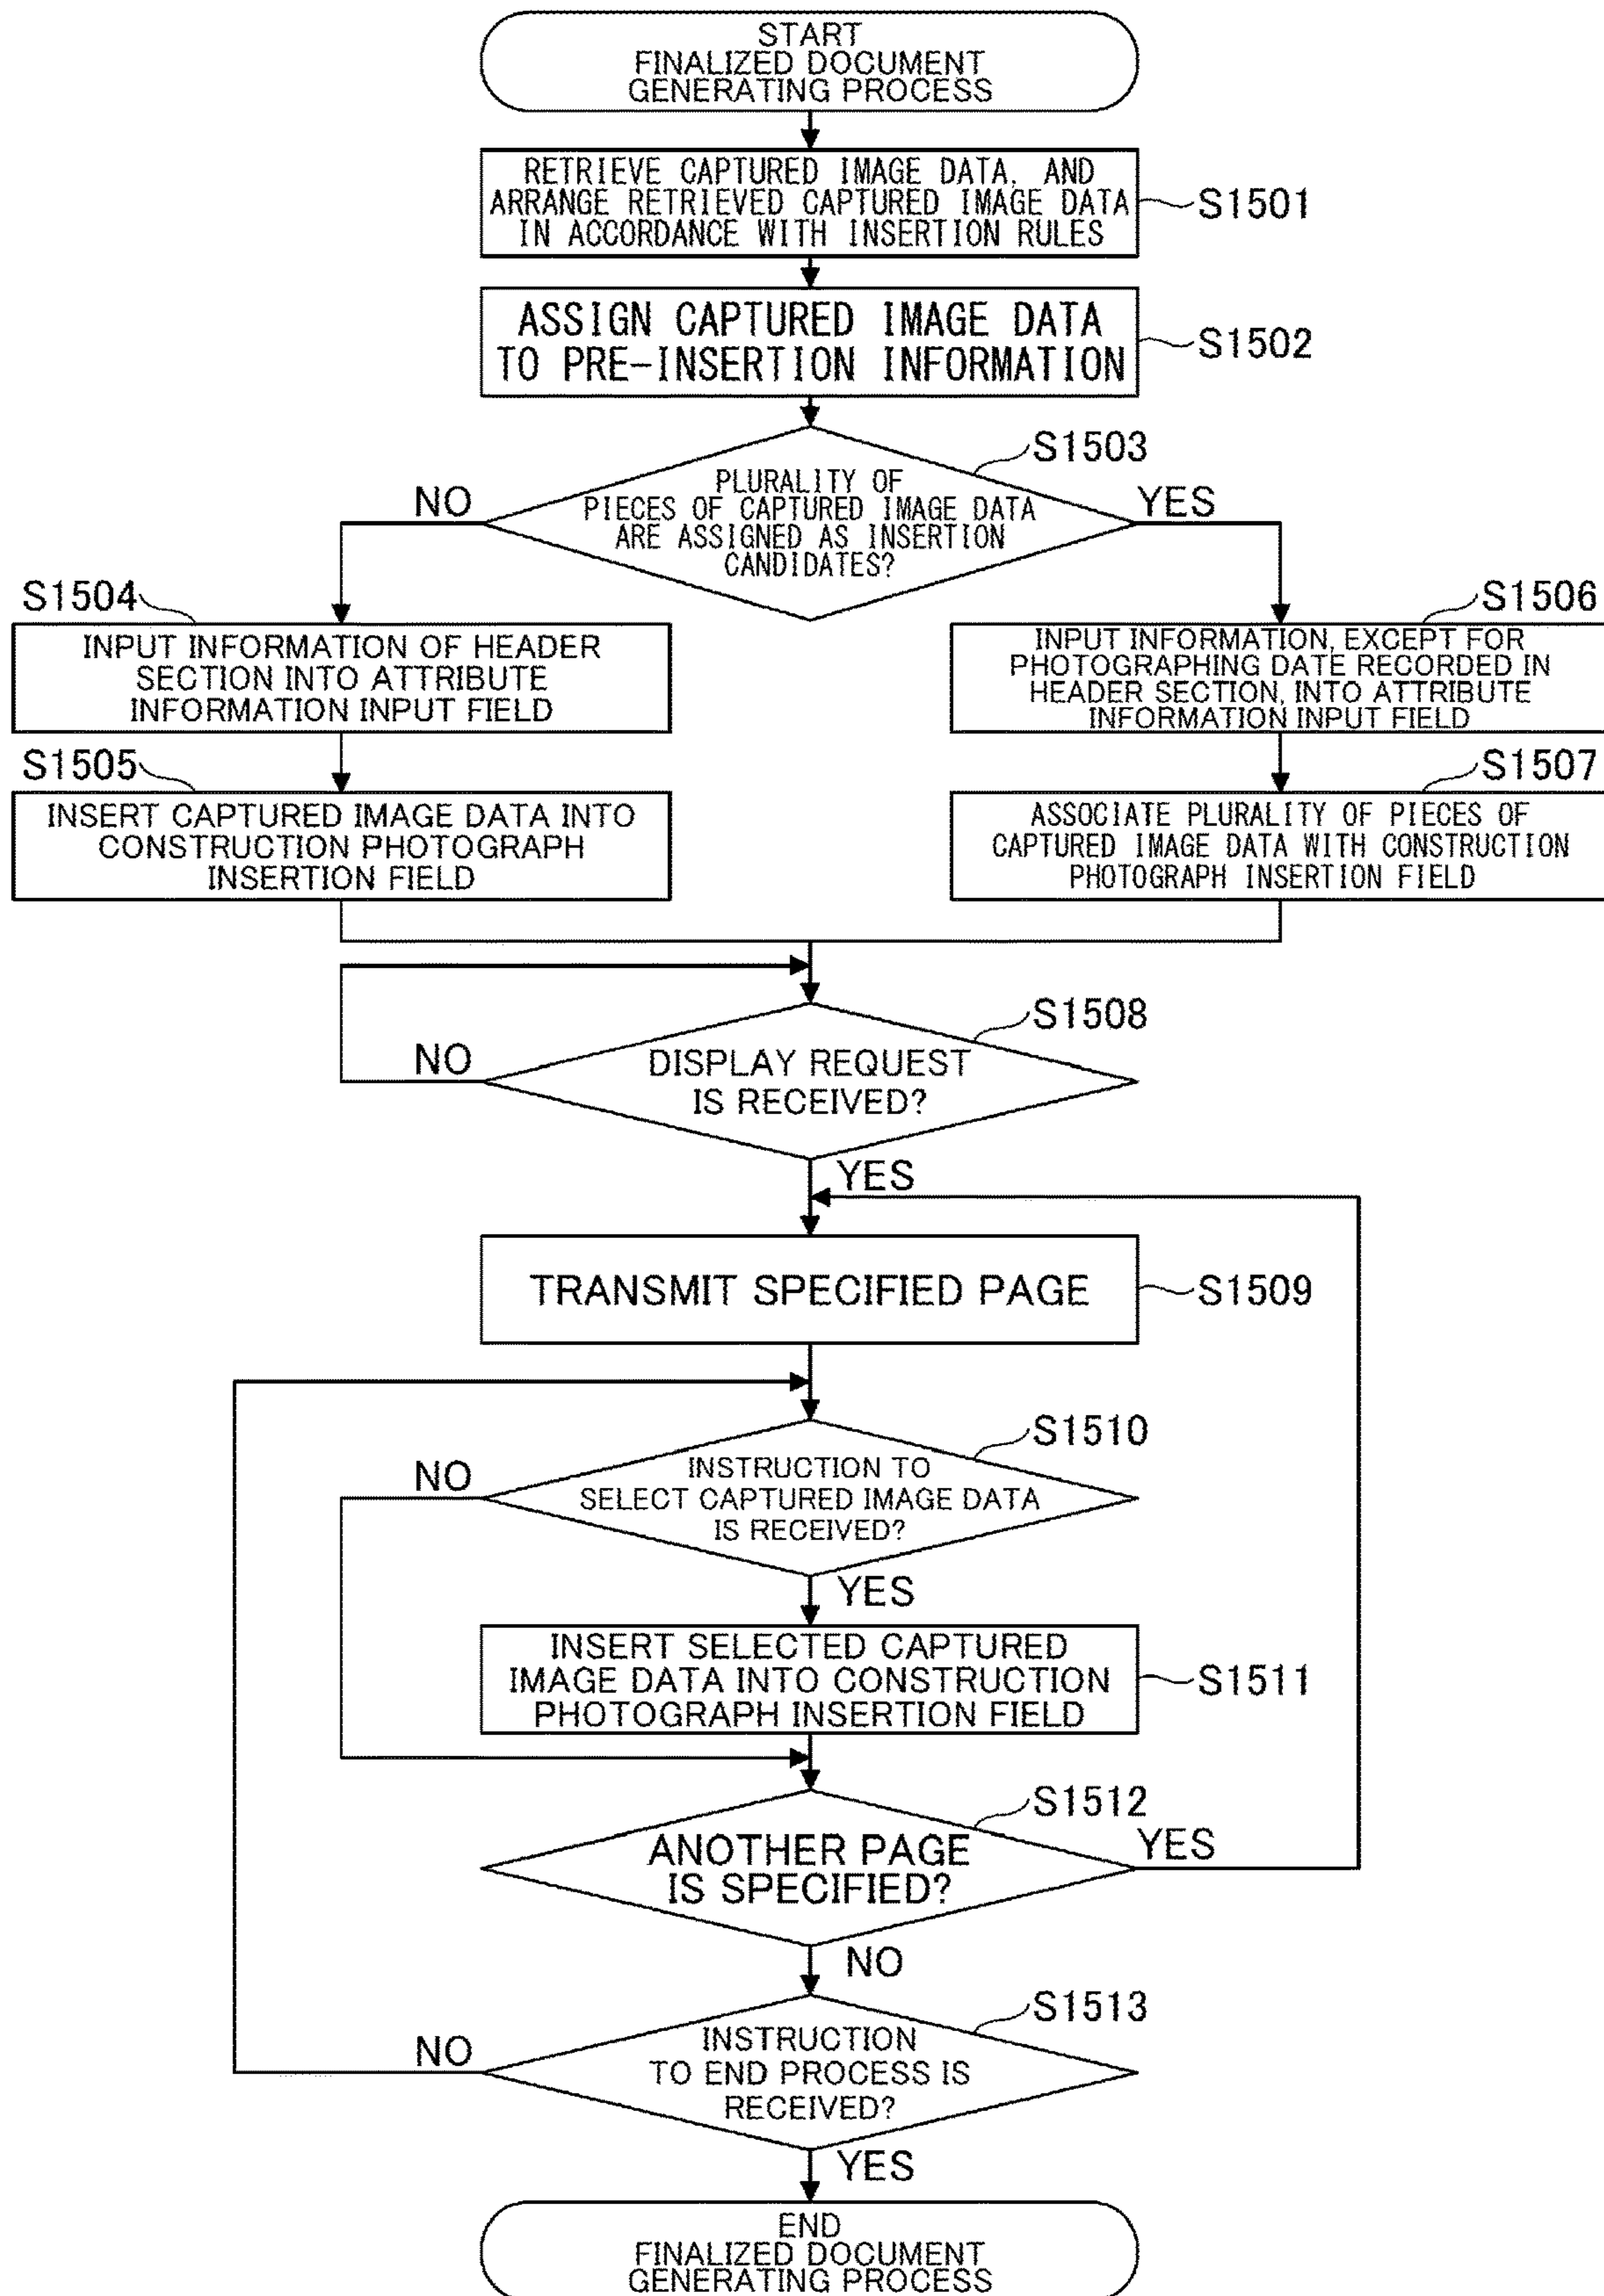 START
FINALIZED DOCUMENT
GENERATING PROCESS
RETRIEVE CAPTURED IMAGE DATA, AND
ARRANGE RETRIEVED CAPTURED IMAGE DATA
IN ACCORDANCE WITH INSERTION RULES
S1501
ASSIGN CAPTURED IMAGE DATA
TO PRE-INSERTION INFORMATION
S1502
S1503
PLURALITY OF
PIECES OF CAPTURED IMAGE DATA
ARE ASSIGNED AS INSERTION
CANDIDATES?
NO
YES
S1504
INPUT INFORMATION OF HEADER
SECTION INTO ATTRIBUTE
INFORMATION INPUT FIELD
S1505
INSERT CAPTURED IMAGE DATA INTO
CONSTRUCTION PHOTOGRAPH
INSERTION FIELD
S1506
INPUT INFORMATION, EXCEPT FOR
PHOTOGRAPHING DATE RECORDED IN
HEADER SECTION, INTO ATTRIBUTE
INFORMATION INPUT FIELD
S1507
ASSOCIATE PLURALITY OF PIECES OF
CAPTURED IMAGE DATA WITH CONSTRUCTION
PHOTOGRAPH INSERTION FIELD
S1508
NO
DISPLAY REQUEST
IS RECEIVED?
YES
TRANSMIT SPECIFIED PAGE
S1509
S1510
NO
INSTRUCTION TO
SELECT CAPTURED IMAGE DATA
IS RECEIVED?
YES
INSERT SELECTED CAPTURED
IMAGE DATA INTO CONSTRUCTION
PHOTOGRAPH INSERTION FIELD
S1511
S1512
ANOTHER PAGE
IS SPECIFIED?
YES
NO
S1513
NO
INSTRUCTION
TO END PROCESS IS
RECEIVED?
YES
END
FINALIZED DOCUMENT
GENERATING PROCESS